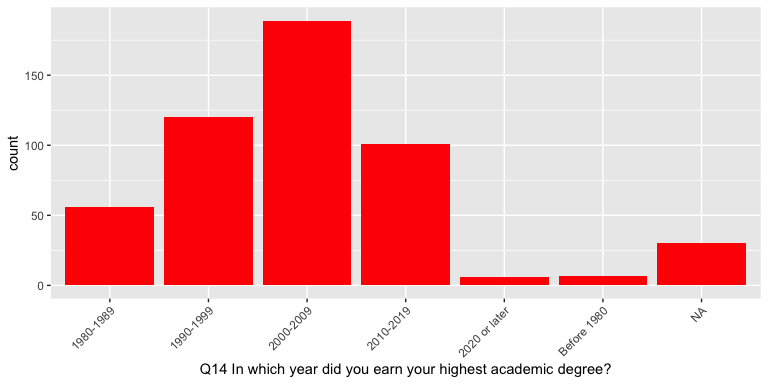 count
150
100
50
0
1980-1989
1990-1999
2000-2009
2010-2019
2020 or later
Before 1980
NA
Q14 In which year did you earn your highest academic degree?